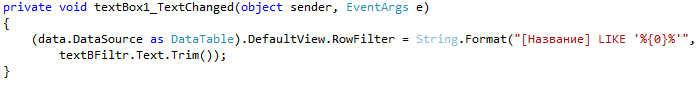 private void textBox1_TextChanged(object sender, EventArgs e)
{
(data.DataSource as DataTable).DefaultView.RowFilter = String.Format("[Название] LIKE '%{0}%'",
textBFiltr.Text.Trim());
}